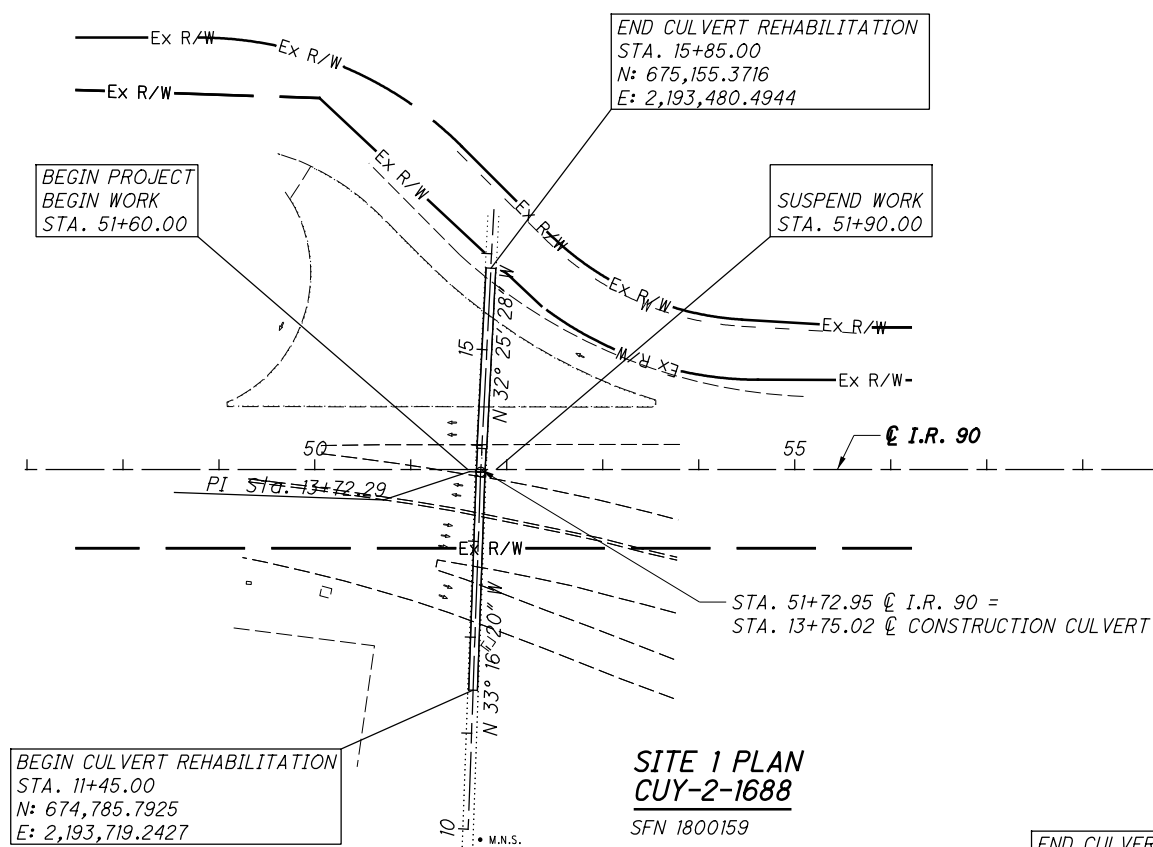 END CULVERT REHABILITATION
STA. 15+85.00
N: 675,155.3716
E: 2,193,480.4944
Ex R/W
Ex R/W
Ex R/W
Ex R/W
BEGIN PROJECT
BEGIN WORK
STA. 51+60.00
SUSPEND WORK
STA. 51+90.00
Ex R/W
Ex R/W
Ex R/W
Ex R/W
Ex R/W
N 32° 25' 28" W
15
50
55
℄ I.R. 90
PI Sta. 13+72.29
Ex R/W
STA. 51+72.95 ℄ I.R. 90 =
STA. 13+75.02 ℄ CONSTRUCTION CULVERT
N 33° 16' 20" W
BEGIN CULVERT REHABILITATION
STA. 11+45.00
N: 674,785.7925
E: 2,193,719.2427
10
M.N.S.
SITE 1 PLAN
CUY-2-1688
SFN 1800159
END CULVER